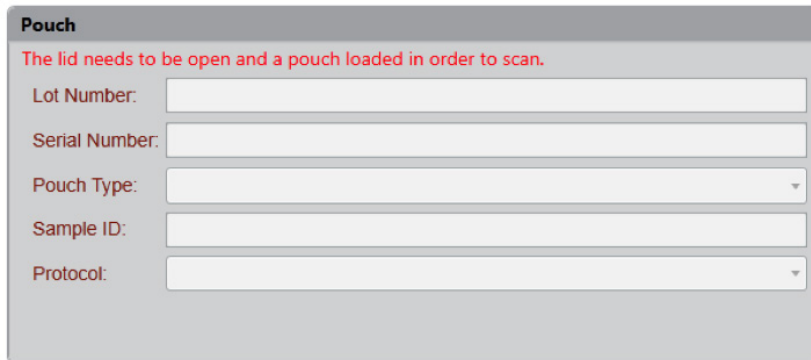 Pouch
The lid needs to be open and a pouch loaded in order to scan.
Lot Number:
Serial Number:
Pouch Type:
Sample ID:
Protocol: